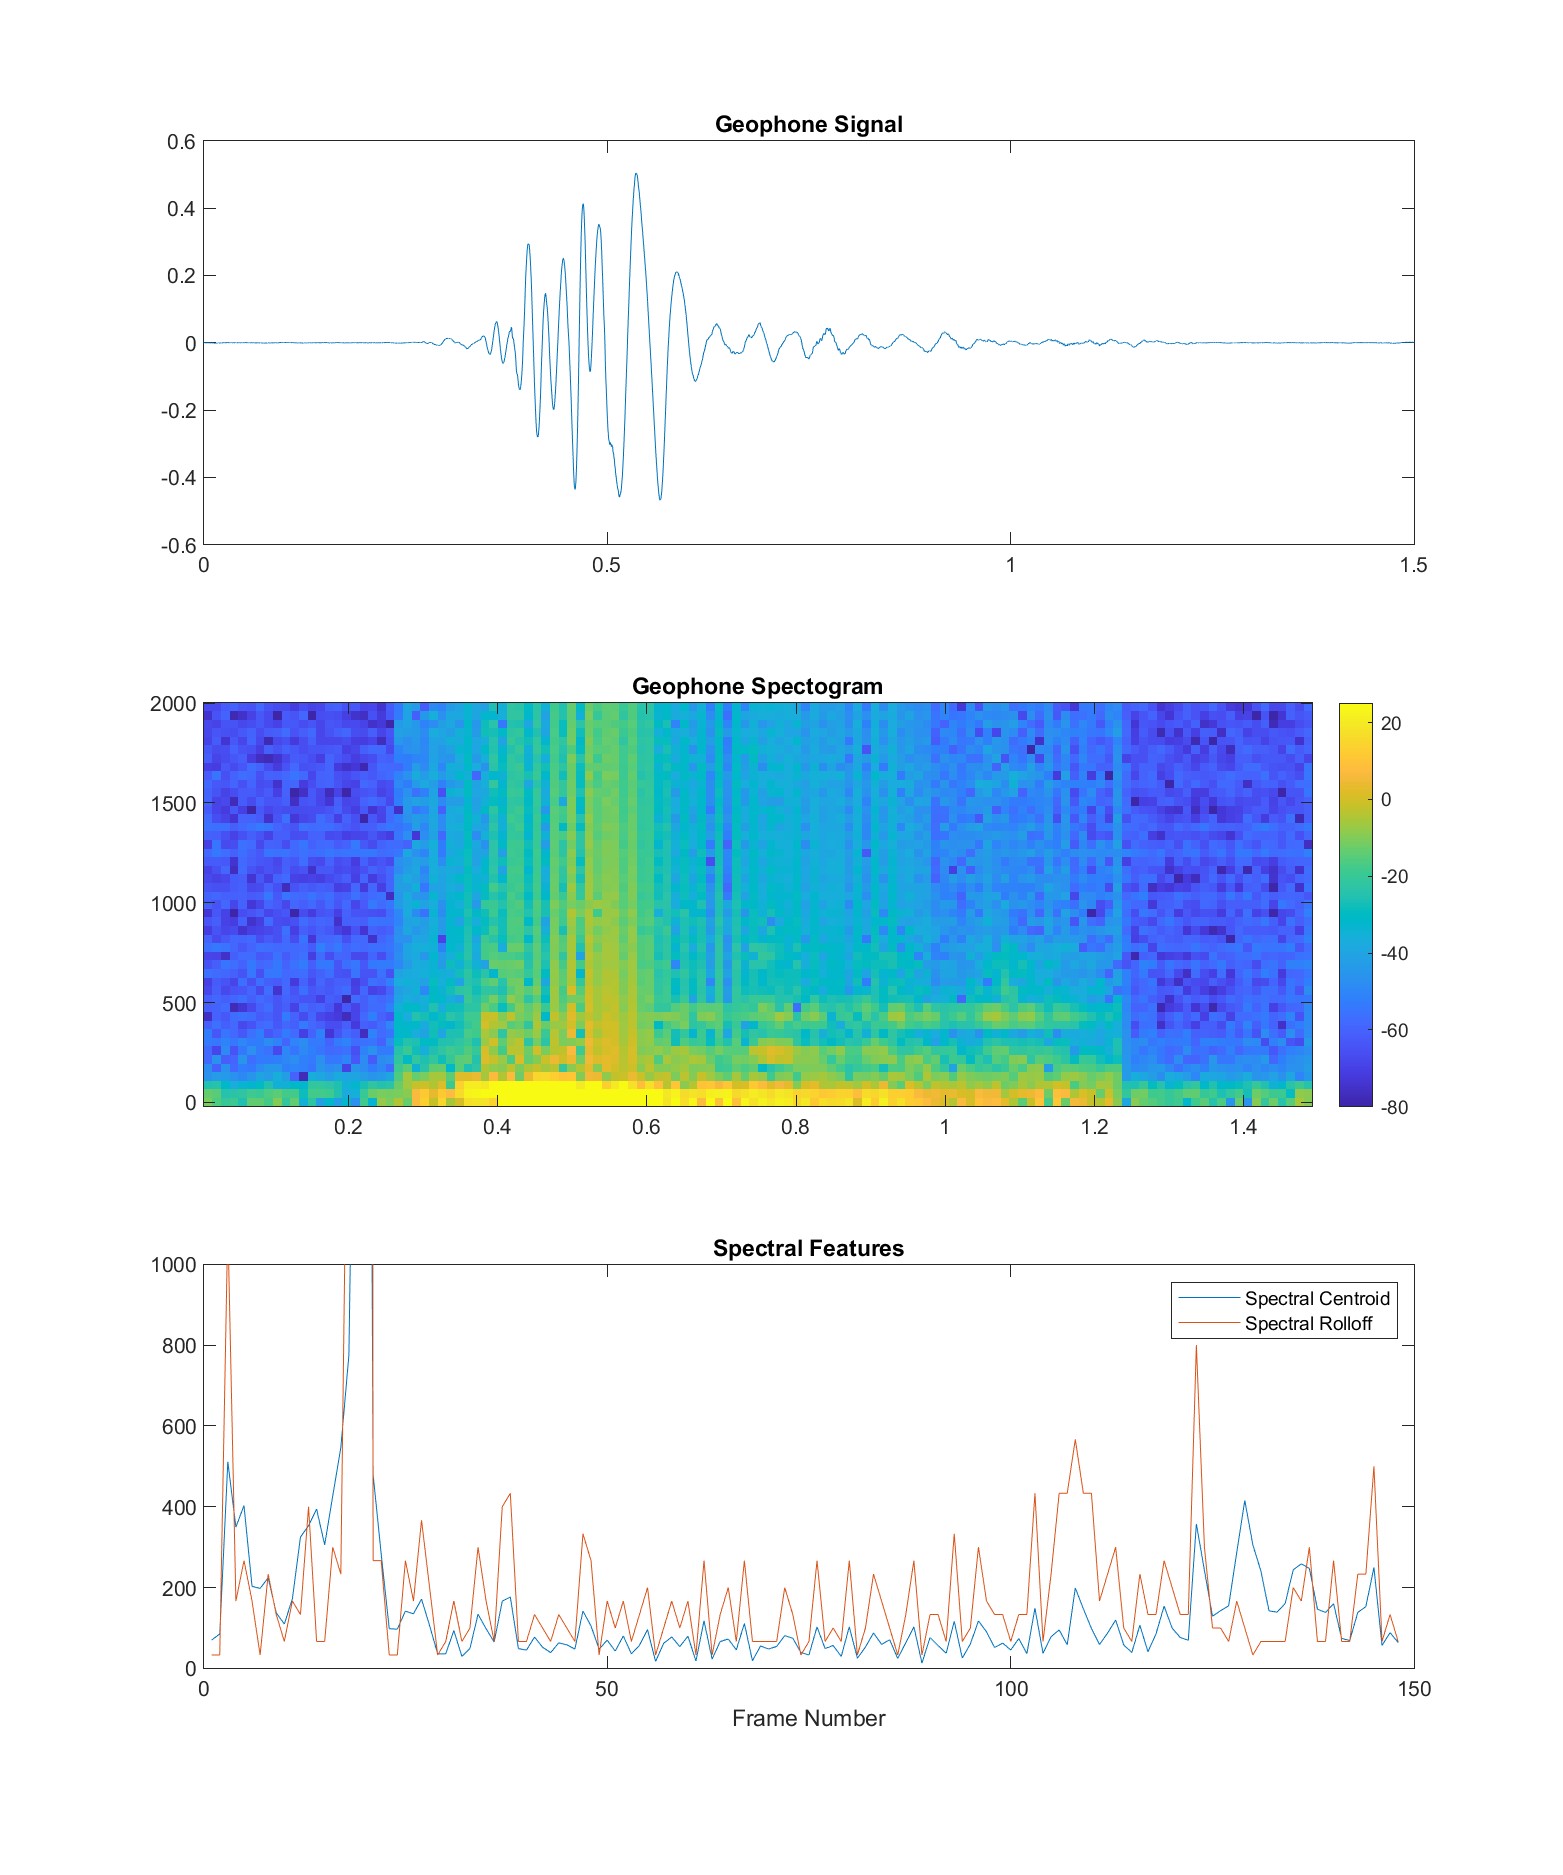 Geophone Signal
0.6
0.4
0.2
0
-0.2
-0.4
-0.6
0 0.5 1 1.5
Geophone Spectogram
2000
1500
1000
500
0
20
0
-20
-40
-60
-80
0.2 0.4 0.6 0.8 1 1.2 1.4
Spectral Features
1000
800
600
400
200
0
Spectral Centroid
Spectral Rolloff
0 50 100 150
Frame Number